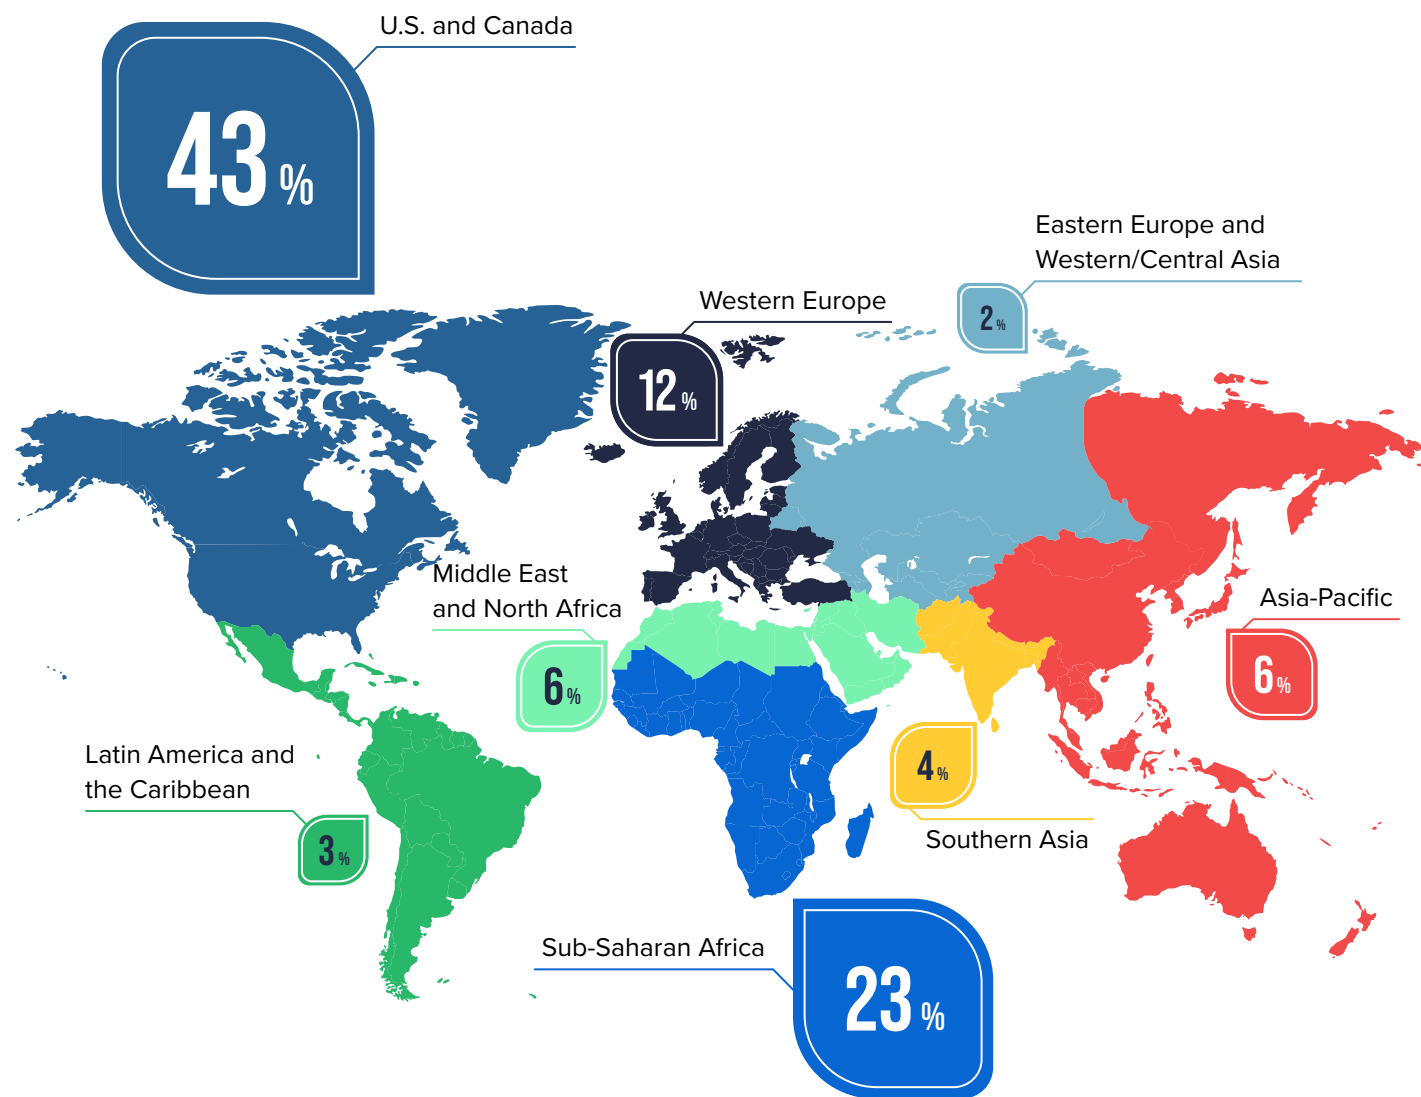 U.S. and Canada
43%
Eastern Europe and
Western/Central Asia
2%
Western Europe
12%
Middle East
and North Africa
6%
Asia-Pacific
6%
Latin America and
the Caribbean
3%
4%
Southern Asia
Sub-Saharan Africa
23%